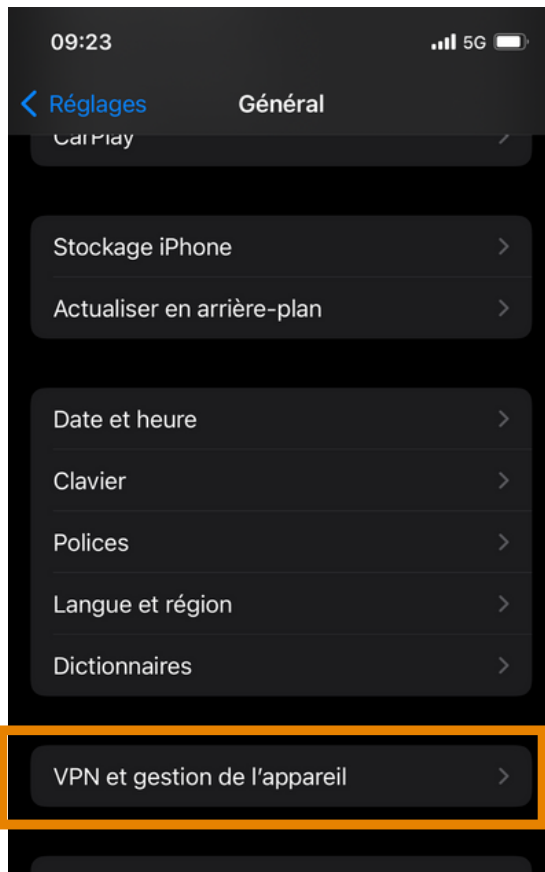 09:23
5G
Réglages
Général
CarPlay
Stockage iPhone
Actualiser en arrière-plan
Date et heure
Clavier
Polices
Langue et région
Dictionnaires
VPN et gestion de l'appareil